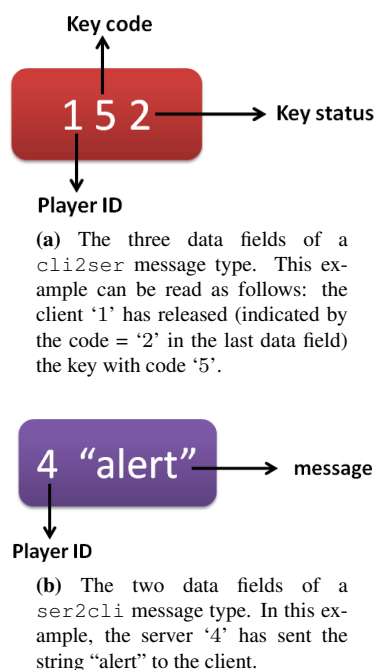 Key code
1 5 2
Key status
Player ID
(a) The three data fields of a
cli2ser message type. This ex-
ample can be read as follows: the
client ‘1’ has released (indicated by
the code = ‘2’ in the last data field)
the key with code ‘5’.
4 “alert”
message
Player ID
(b) The two data fields of a
ser2cli message type. In this ex-
ample, the server ‘4’ has sent the
string “alert” to the client.